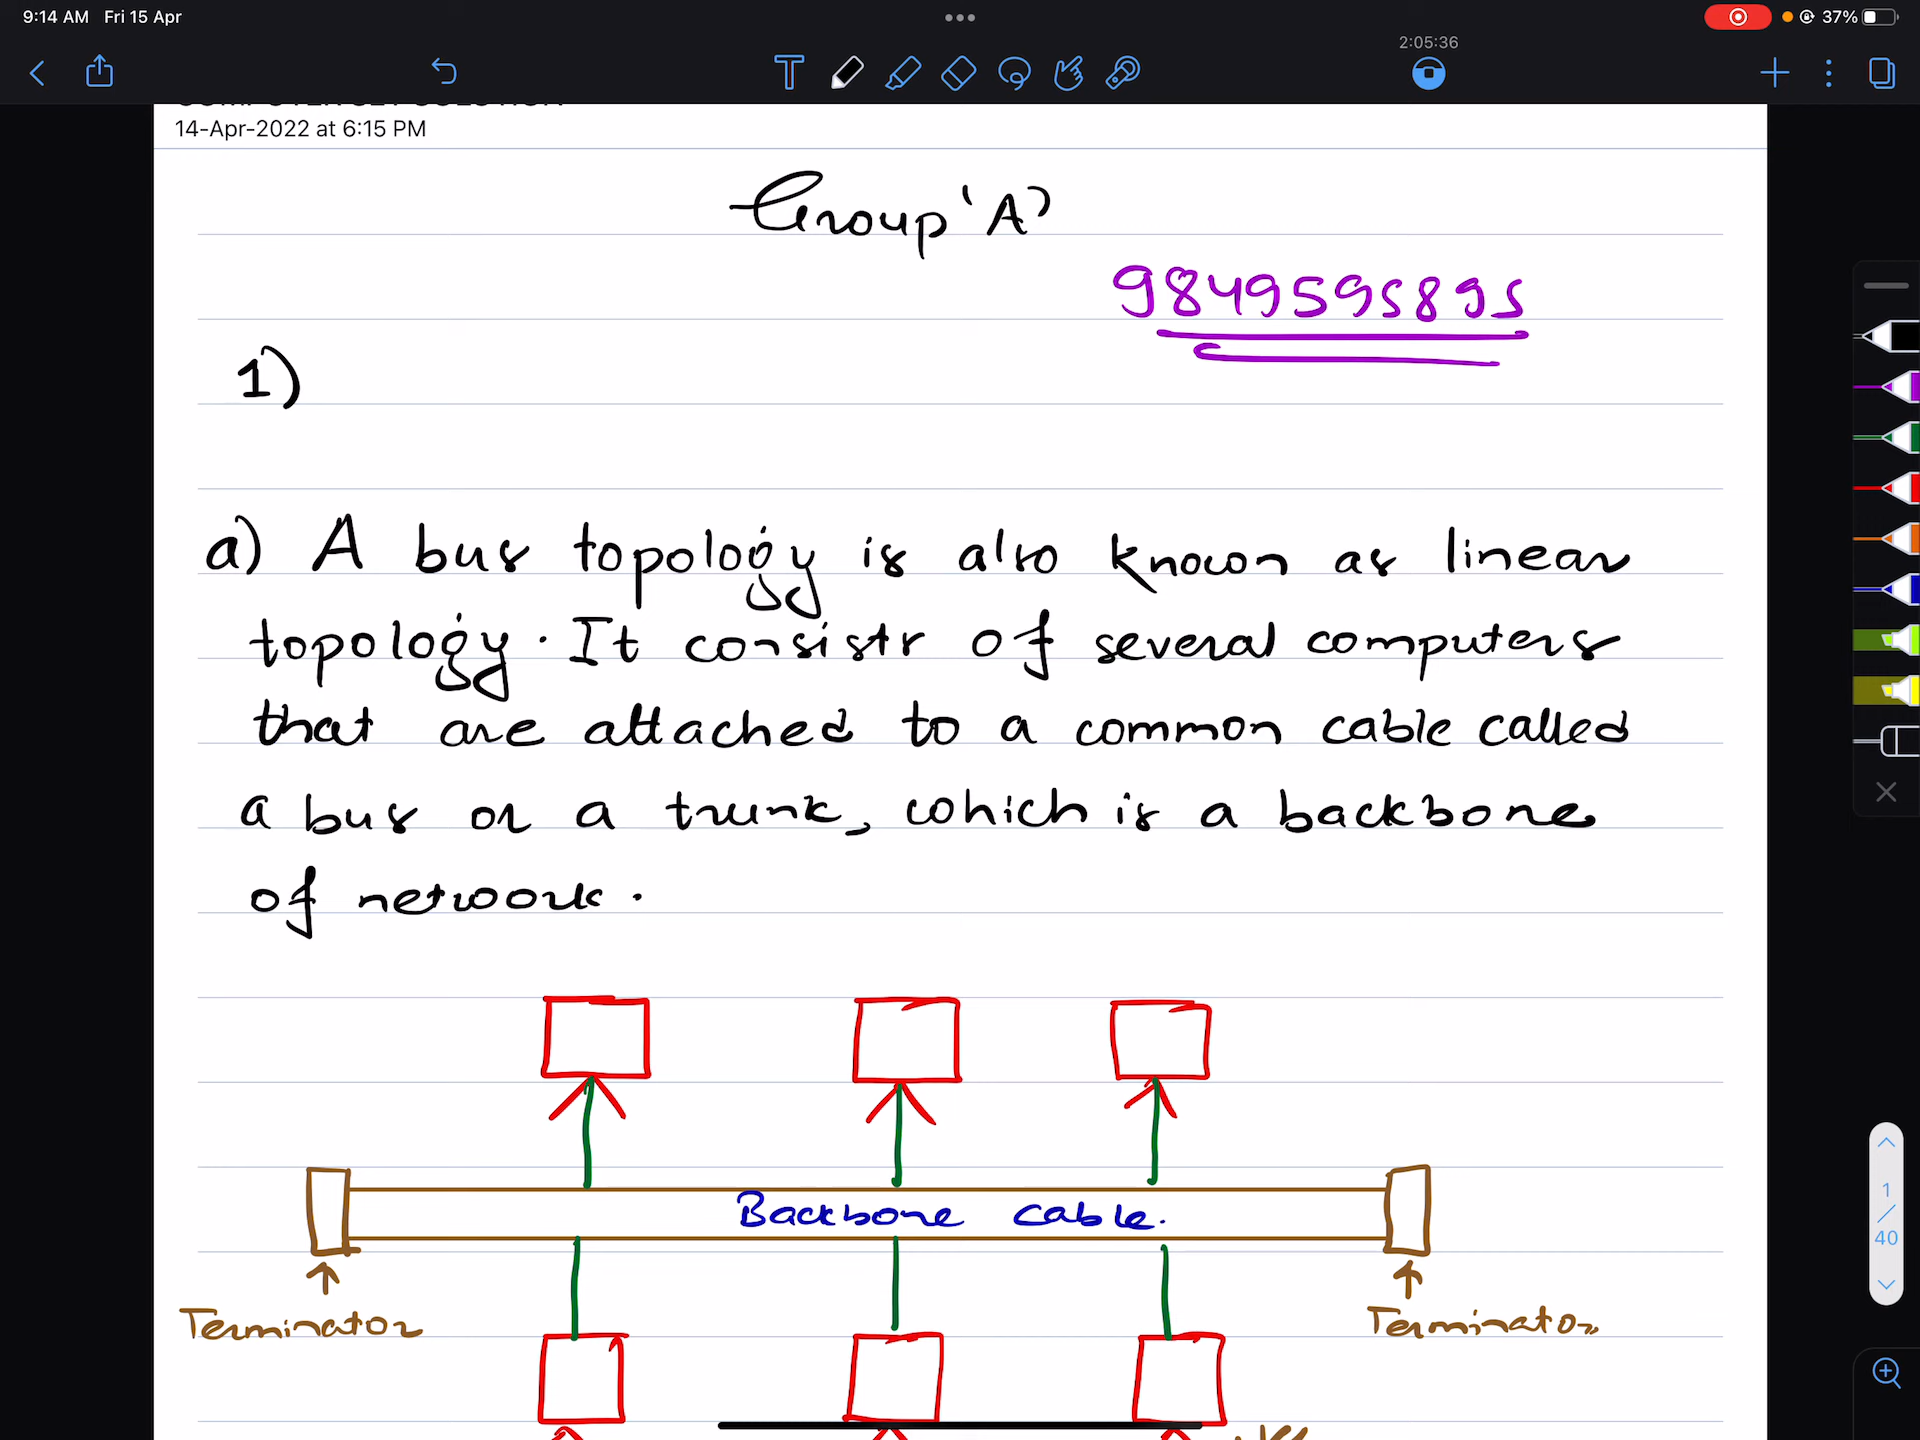 9:14 AM Fri 15 Apr
37%
2:05:36
14-Apr-2022 at 6:15 PM
Group 'A'
9849595895
1)
a) A bus topology is also known as linear
topology. It consists of several computers
that are attached to a common cable called
a bus or a trunk, which is a backbone
of network.
Backbone cable.
Terminator
Terminator
1
/
40